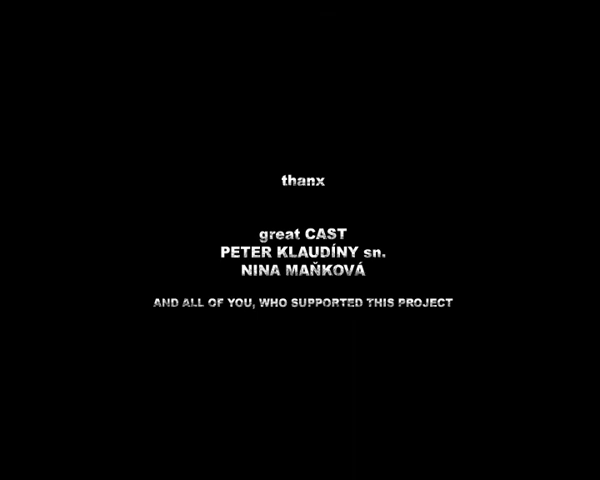 thanx
great CAST
PETER KLAUDÍNY sn.
NINA MAŇKOVÁ
AND ALL OF YOU, WHO SUPPORTED THIS PROJECT